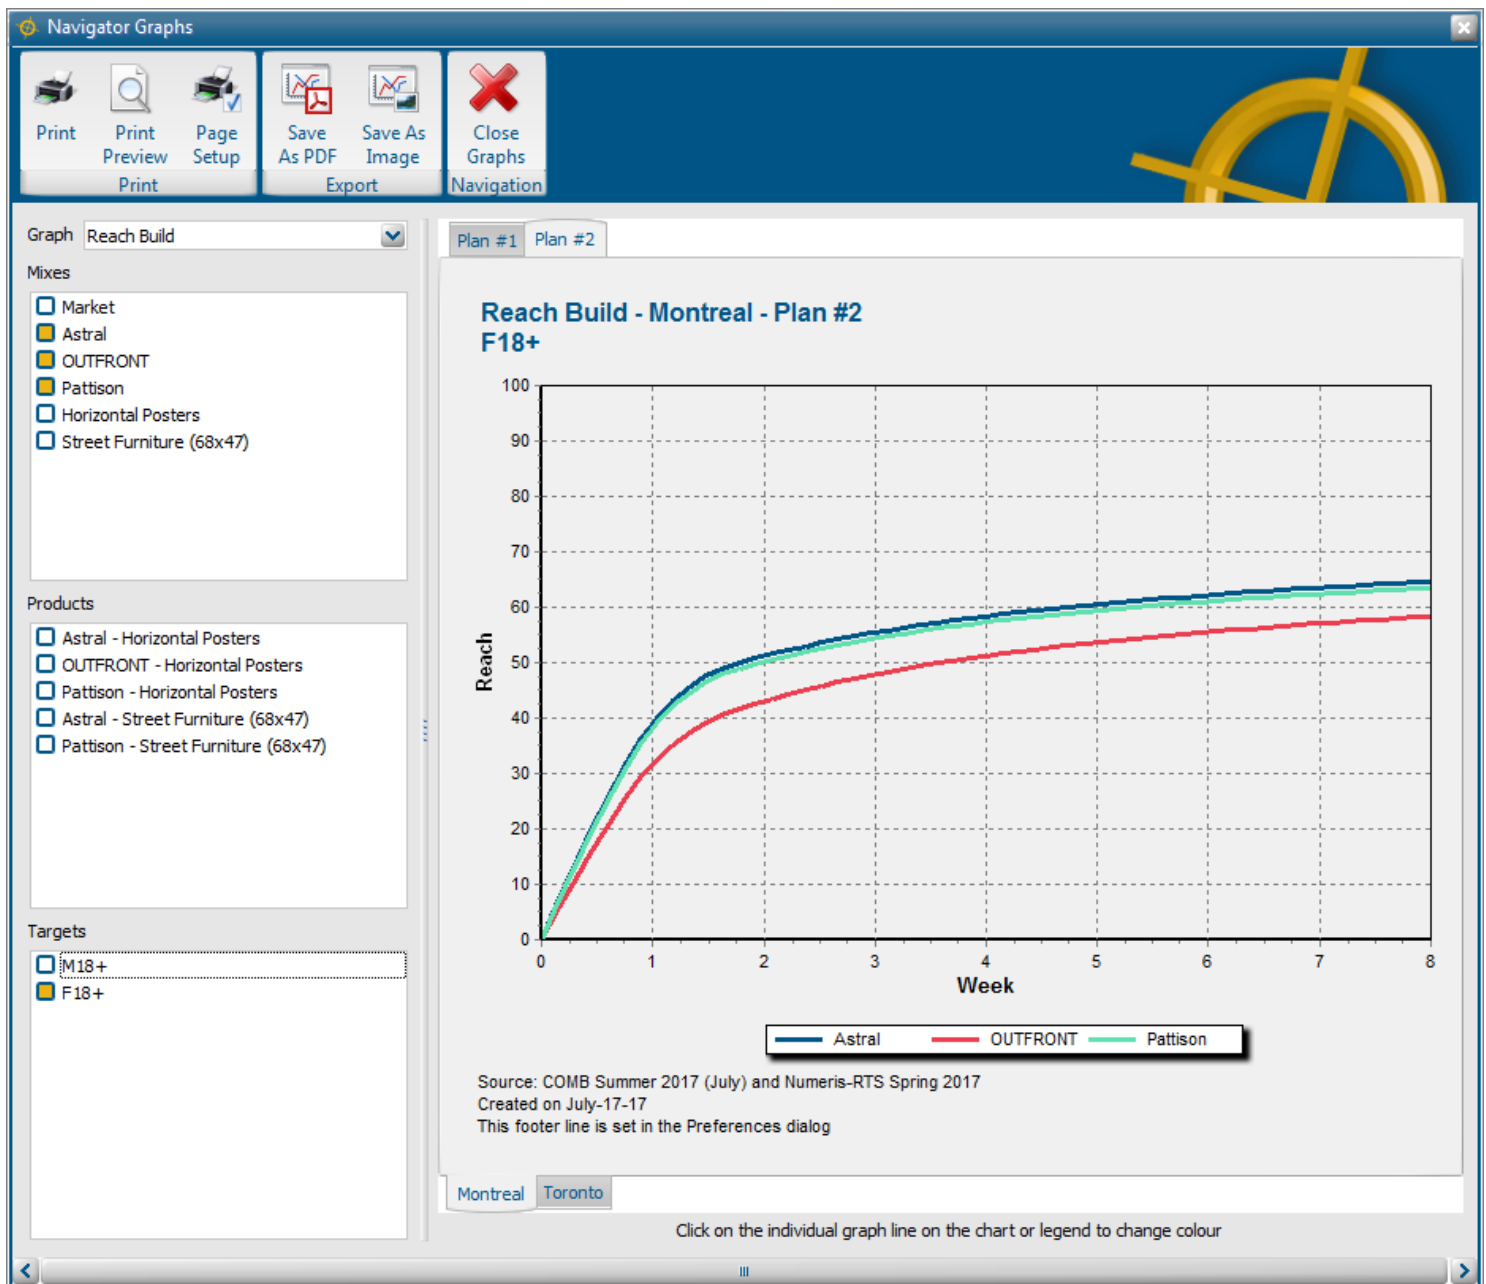 Navigator Graphs
Print
Print Preview
Page Setup
Save As PDF
Save As Image
Close Graphs
Print
Export
Navigation
Graph Reach Build
Mixes
Market
Astral
OUTFRONT
Pattison
Horizontal Posters
Street Furniture (68x47)
Products
Astral - Horizontal Posters
OUTFRONT - Horizontal Posters
Pattison - Horizontal Posters
Astral - Street Furniture (68x47)
Pattison - Street Furniture (68x47)
Targets
M18+
F18+
Plan #1 Plan #2
Reach Build - Montreal - Plan #2
F18+
100
90
80
70
60
50
40
30
20
10
0
Reach
0 1 2 3 4 5 6 7 8
Week
Astral OUTFRONT Pattison
Source: COMB Summer 2017 (July) and Numeris-RTS Spring 2017
Created on July-17-17
This footer line is set in the Preferences dialog
Montreal Toronto
Click on the individual graph line on the chart or legend to change colour